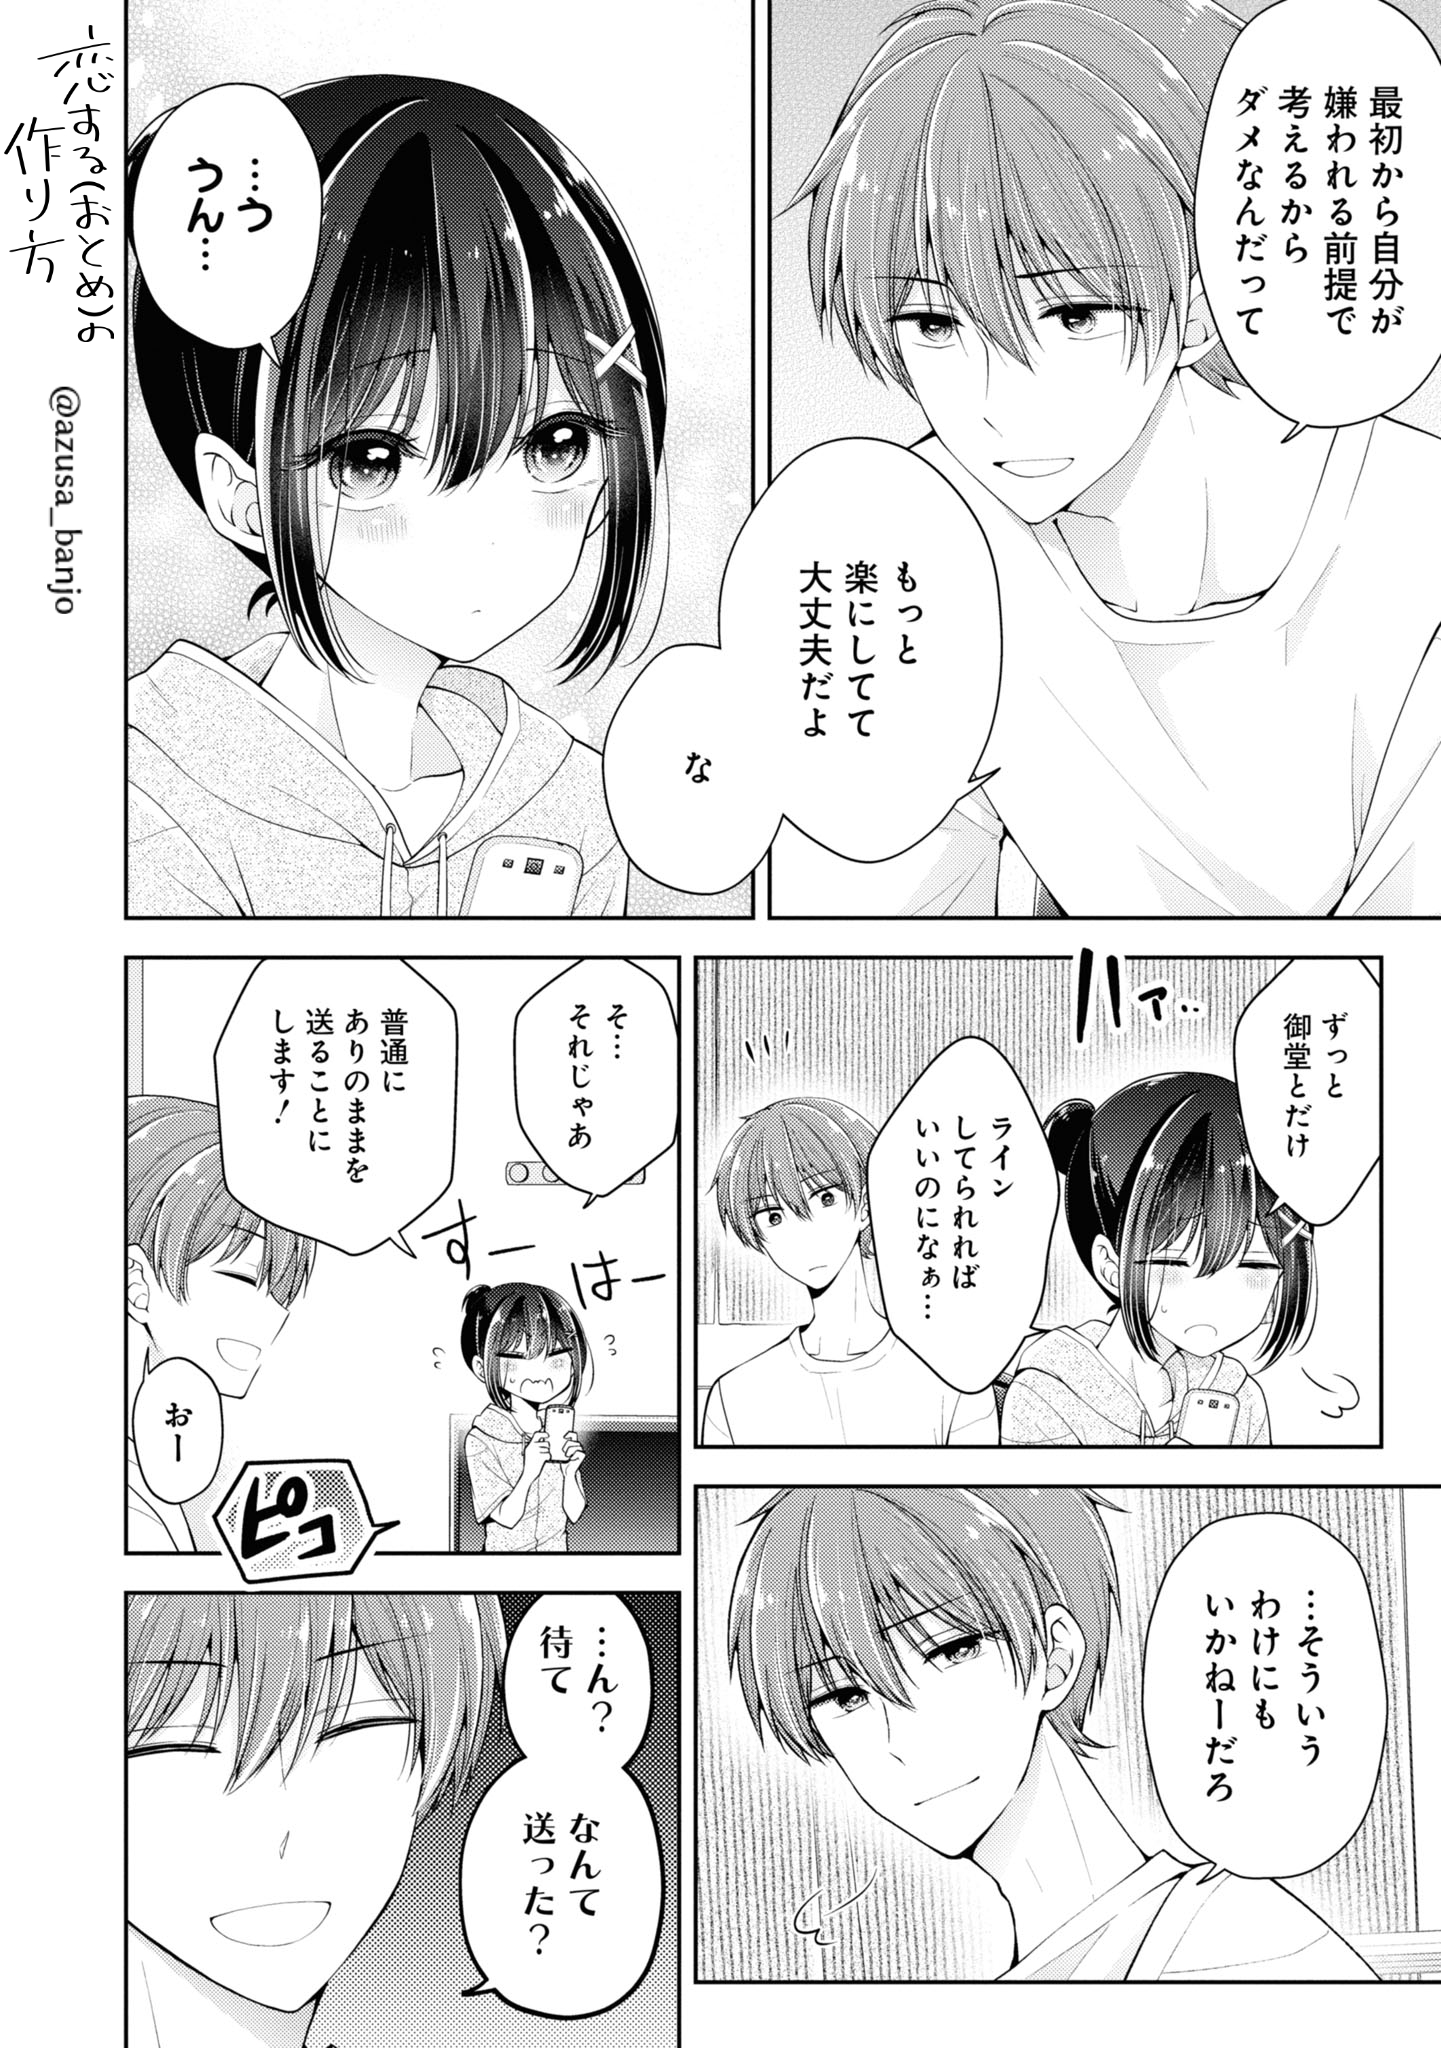 恋する(おとめ)の
作り方
@azusa_banjo
最初から自分が
嫌われる前提で
考えるから
ダメなんだって
もっと
楽にしてて
大丈夫だよ
な
…う
うん…
ずっと
御堂とだけ
ライン
してられれば
いいのになぁ…
ハァ…
…そういう
わけにも
いかねーだろ
そ…
それじゃあ
普通に
ありのままを
送ることに
します!
すー
はー
おー
ピコ
…ん?
待て
なんて
送った?